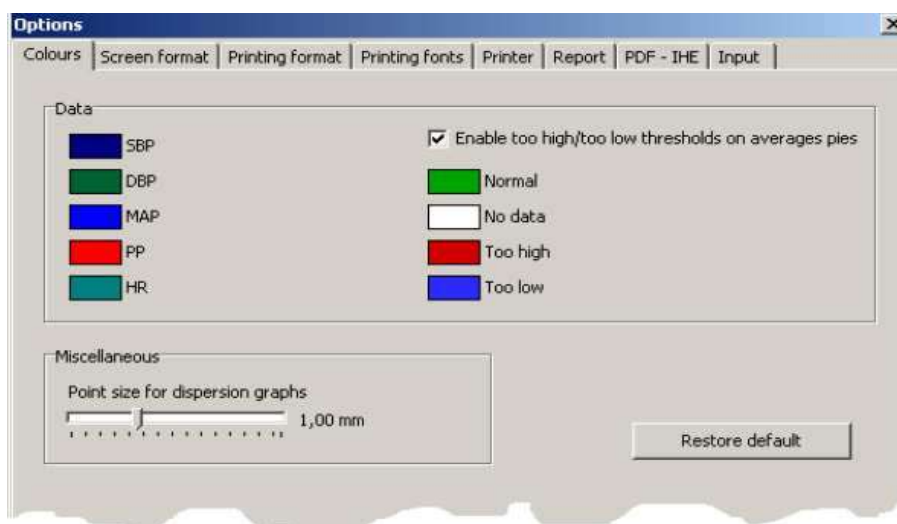 Options
Colours Screen format Printing format Printing fonts Printer Report PDF - IHE Input
Data
SBP
DBP
MAP
PP
HR
Enable too high/too low thresholds on averages pies
Normal
No data
Too high
Too low
Miscellaneous
Point size for dispersion graphs
1,00 mm
Restore default